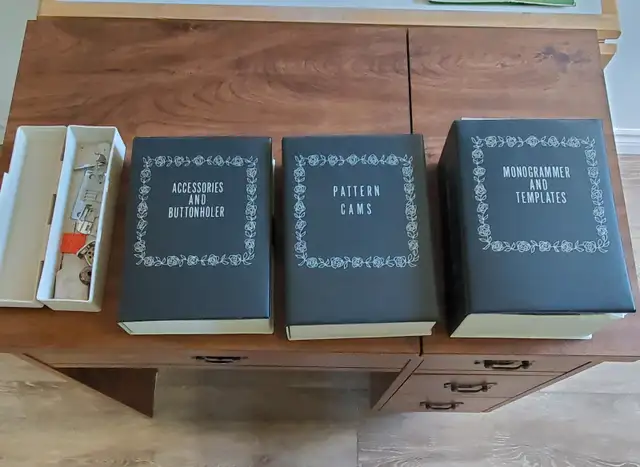 ACCESSORIES
AND
BUTTONHOLER
PATTERN
CAMS
MONOGRAMMER
AND
TEMPLATES